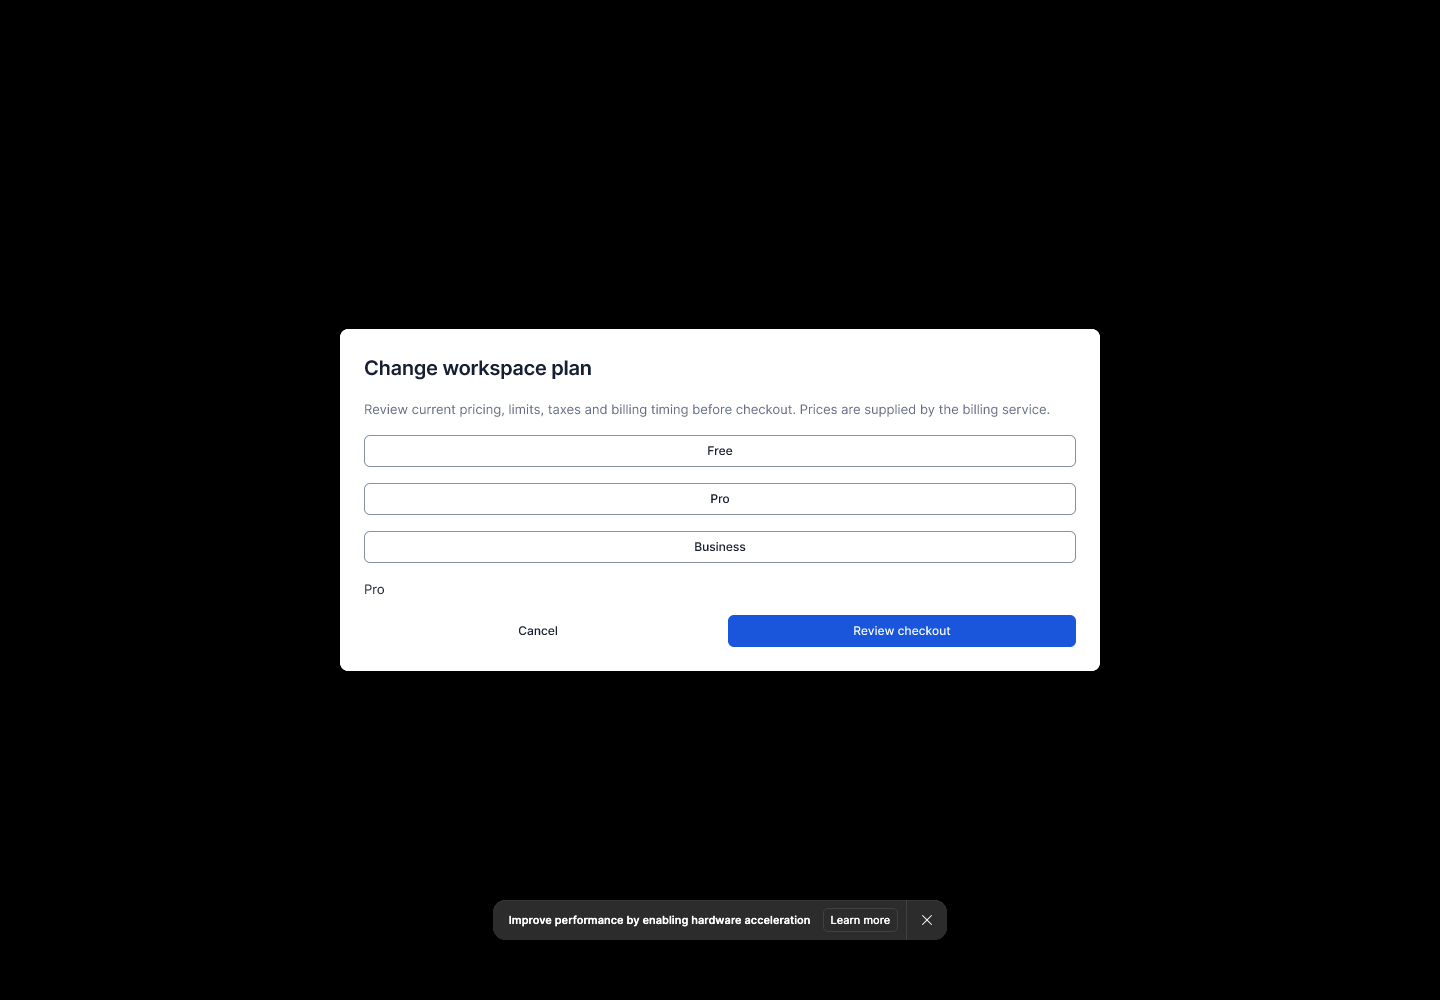 Change workspace plan
Review current pricing, limits, taxes and billing timing before checkout. Prices are supplied by the billing service.
Free
Pro
Business
Pro
Cancel
Review checkout
Improve performance by enabling hardware acceleration
Learn more